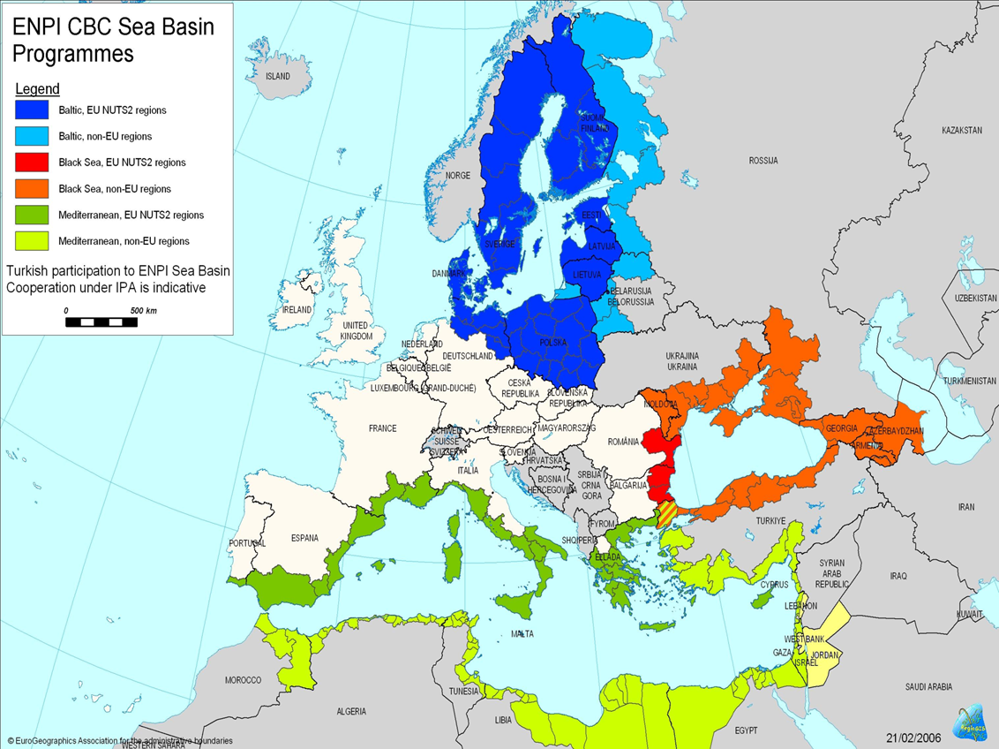 ENPI CBC Sea Basin
Programmes
Legend
Baltic, EU NUTS2 regions
Baltic, non-EU regions
Black Sea, EU NUTS2 regions
Black Sea, non-EU regions
Mediterranean, EU NUTS2 regions
Mediterranean, non-EU regions
Turkish participation to ENPI Sea Basin
Cooperation under IPA is indicative
0 500 km
ISLAND
NORGE
SUOMI
FINLAND
ROSSIJA
KAZAKSTAN
SVERIGE
EESTI
LATVIJA
LIETUVA
DANMARK
BELARUSIJA
BELORUSSIJA
UZBEKISTAN
IRELAND
UNITED
KINGDOM
NEDERLAND
DEUTSCHLAND
POLSKA
UKRAJINA
UKRAINA
BELGIQUE-BELGIË
LUXEMBOURG (GRAND-DUCHÉ)
CESKA
REPUBLIKA
SLOVENSKA
REPUBLIKA
TURKMENISTAN
MOLDOVA
FRANCE
SCHWEIZ
SUISSE
SVIZZERA
ÖSTERREICH
MAGYARORSZAG
ROMÂNIA
GEORGIA
AZERBAYDZHAN
ARMENIA
SLOVENIJA
HRVATSKA
ITALIA
BOSNA I
HERCEGOVINA
SRBIJA I
CRNA
GORA
BALGARIJA
IRAN
FYROM
TURKIYE
SHQIPERIA
PORTUGAL
ESPANA
ELLADA
SYRIAN
ARAB
REPUBLIC
IRAQ
CYPRUS
LEBANON
KUWAIT
MALTA
WEST BANK
GAZA
ISRAEL
JORDAN
MOROCCO
ALGERIA
TUNESIA
LIBIA
EGYPT
SAUDI ARABIA
WESTERN SAHARA
© EuroGeographics Association for the administrative boundaries
21/02/2006